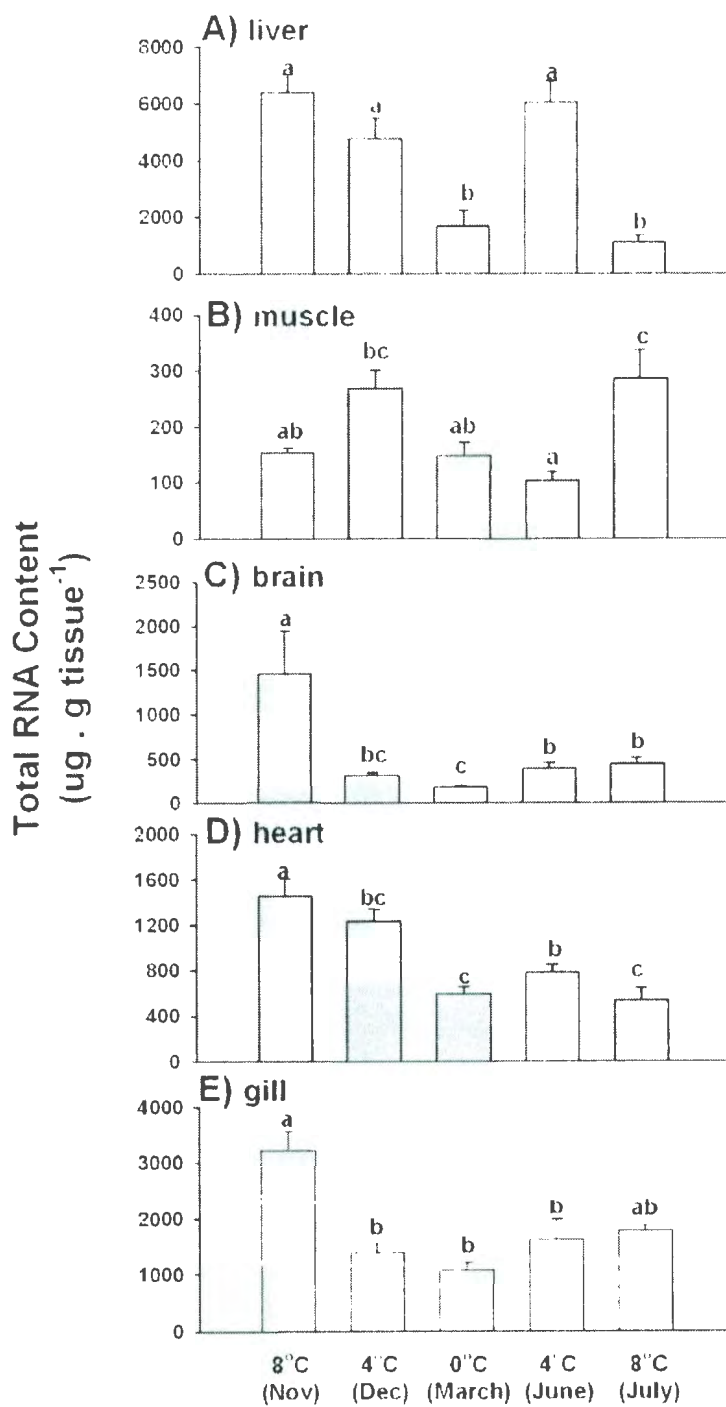 A) liver
8000
6000
4000
2000
0
a
a
b
a
b
B) muscle
400
300
200
100
0
ab
bc
ab
a
c
Total RNA Content
(ug . g tissue-1)
C) brain
2500
2000
1500
1000
500
0
a
bc
c
b
b
D) heart
2000
1600
1200
800
400
0
a
bc
c
b
c
E) gill
4000
3000
2000
1000
0
a
b
b
b
ab
8°C 4°C 0°C 4°C 8°C
(Nov) (Dec) (March) (June) (July)